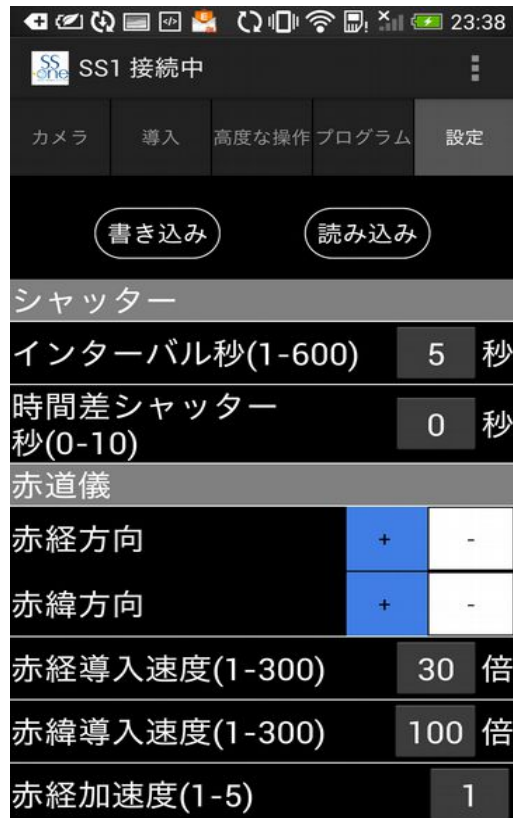 23:38
SS one SS1 接続中
カメラ 導入 高度な操作 プログラム 設定
書き込み 読み込み
シャッター
インターバル秒(1-600) 5 秒
時間差シャッター
秒(0-10) 0 秒
赤道儀
赤経方向 + -
赤緯方向 + -
赤経導入速度(1-300) 30 倍
赤緯導入速度(1-300) 100 倍
赤経加速度(1-5) 1